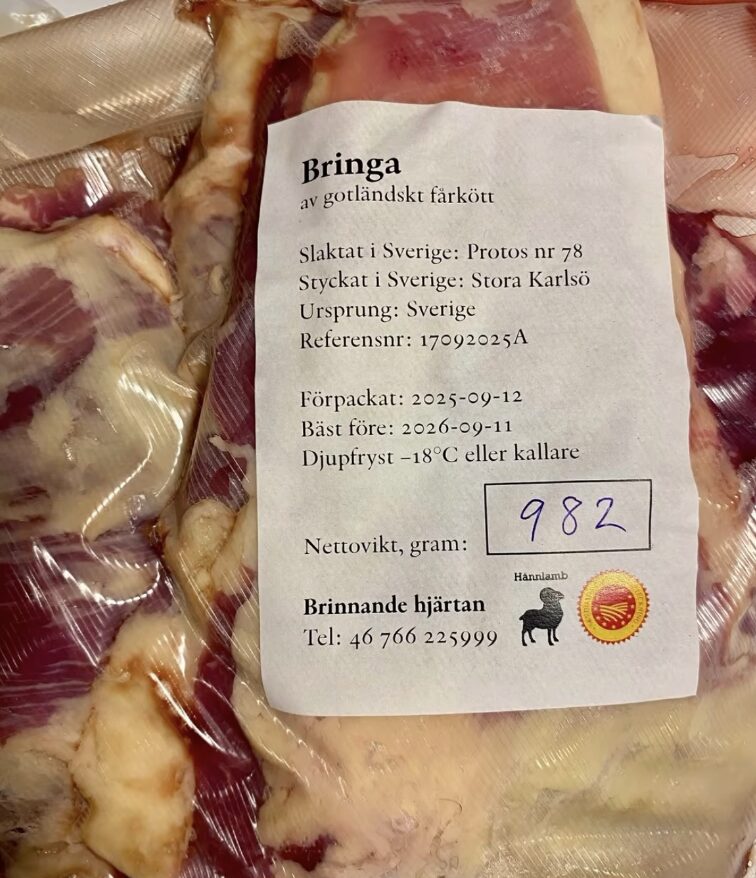 Bringa
av gotländskt fårkött
Slaktat i Sverige: Protos nr 78
Styckat i Sverige: Stora Karlsö
Ursprung: Sverige
Referensnr: 17092025A
Förpackat: 2025-09-12
Bäst före: 2026-09-11
Djupfryst –18°C eller kallare
Nettovikt, gram: 982
Hånnlamb
Brinnande hjärtan
Tel: 46 766 225999